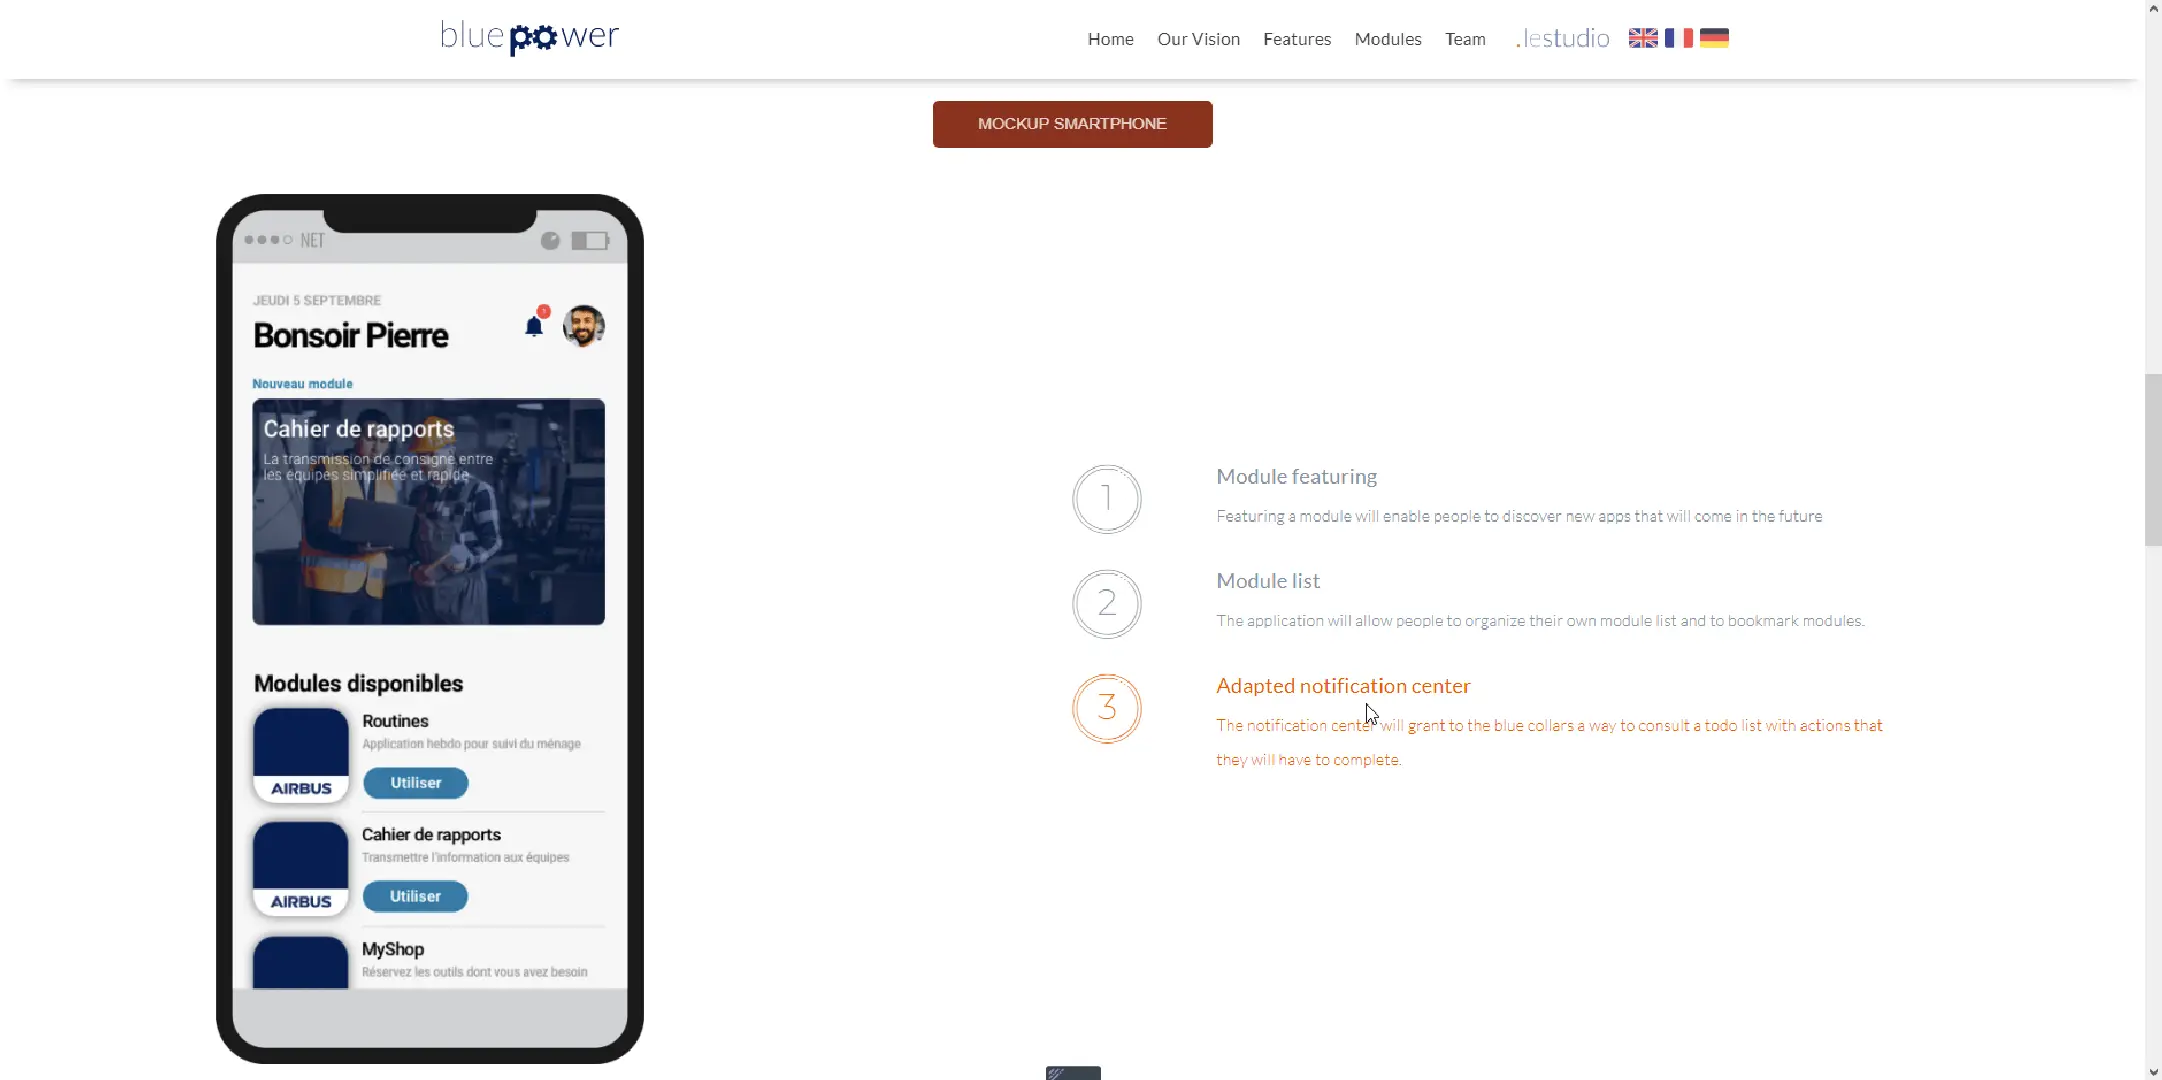 bluepower
Home Our Vision Features Modules Team .lestudio
MOCKUP SMARTPHONE
NET
JEUDI 5 SEPTEMBRE
Bonsoir Pierre
Nouveau module
Cahier de rapports
La transmission de consigne entre
les équipes simplifiée et rapide
Modules disponibles
Routines
Application hebdo pour suivi du ménage
Utiliser
AIRBUS
Cahier de rapports
Transmettre l'information aux équipes
Utiliser
AIRBUS
MyShop
Réservez les outils dont vous avez besoin
1
Module featuring
Featuring a module will enable people to discover new apps that will come in the future
2
Module list
The application will allow people to organize their own module list and to bookmark modules.
3
Adapted notification center
The notification center will grant to the blue collars a way to consult a todo list with actions that
they will have to complete.